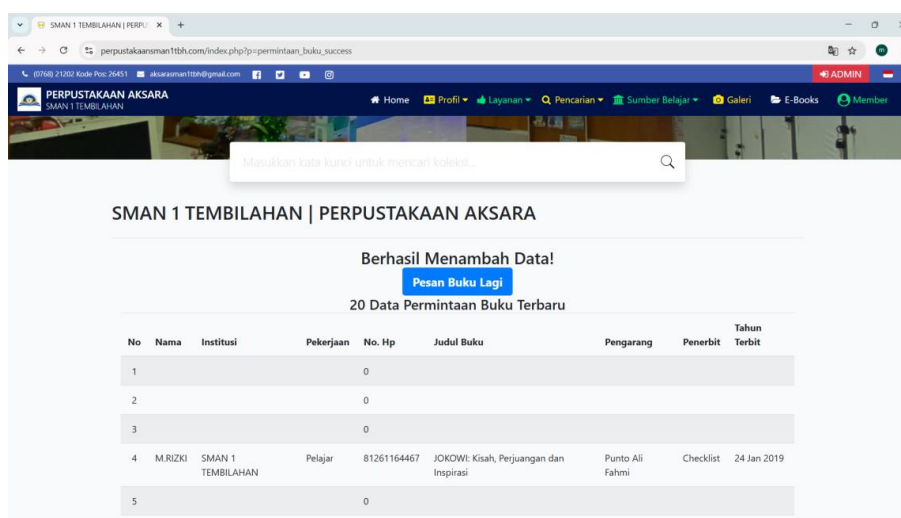 SMAN 1 TEMBILAHAN | PERPU
perpustakaansman1tbh.com/index.php?p=permintaan_buku_success
(0768) 21202 Kode Pos: 26451 aksarasman1tbh@gmail.com ADMIN
PERPUSTAKAAN AKSARA
SMAN 1 TEMBILAHAN
Home Profil Layanan Pencarian Sumber Belajar Galeri E-Books Member
Masukkan kata kunci untuk mencari koleksi...
SMAN 1 TEMBILAHAN | PERPUSTAKAAN AKSARA
Berhasil Menambah Data!
Pesan Buku Lagi
20 Data Permintaan Buku Terbaru
No Nama Institusi Pekerjaan No. Hp Judul Buku Pengarang Penerbit Tahun Terbit
1 0
2 0
3 0
4 M.RIZKI SMAN 1 TEMBILAHAN Pelajar 81261164467 JOKOWI: Kisah, Perjuangan dan Inspirasi Punto Ali Fahmi Checklist 24 Jan 2019
5 0